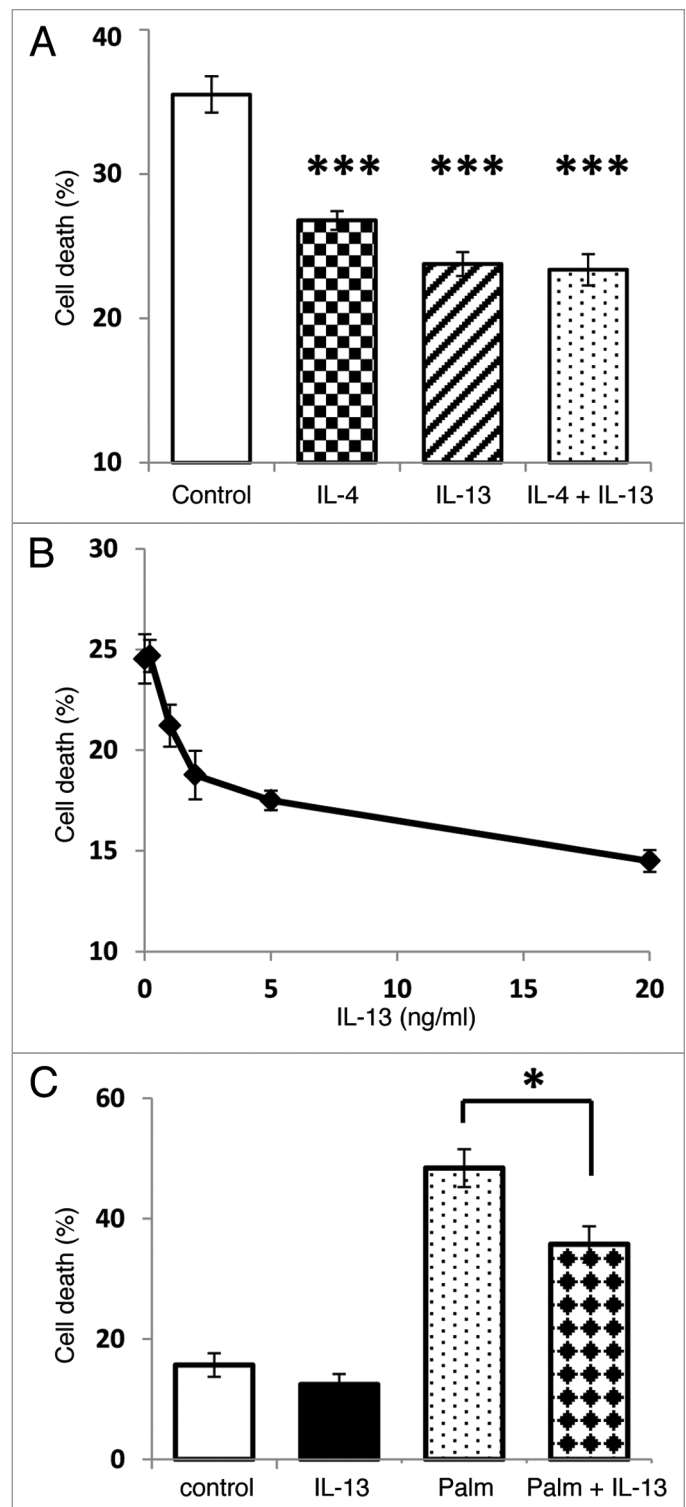 A
Cell death (%)
40
30
20
10
*** *** ***
Control IL-4 IL-13 IL-4 + IL-13
B
Cell death (%)
30
25
20
15
10
0 5 10 15 20
IL-13 (ng/ml)
C
Cell death (%)
60
40
20
0
*
control IL-13 Palm Palm + IL-13